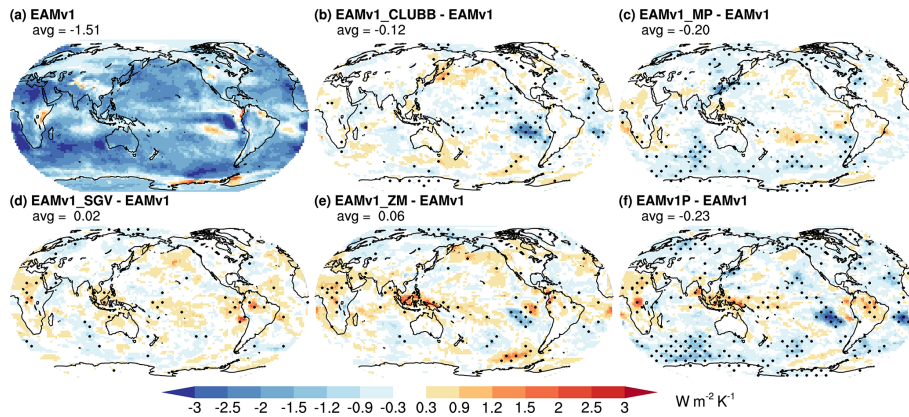 (a) EAMv1
avg = -1.51
(b) EAMv1_CLUBB - EAMv1
avg = -0.12
(c) EAMv1_MP - EAMv1
avg = -0.20
(d) EAMv1_SGV - EAMv1
avg = 0.02
(e) EAMv1_ZM - EAMv1
avg = 0.06
(f) EAMv1P - EAMv1
avg = -0.23
-3 -2.5 -2 -1.5 -1.2 -0.9 -0.3 0.3 0.9 1.2 1.5 2 2.5 3 W m⁻² K⁻¹